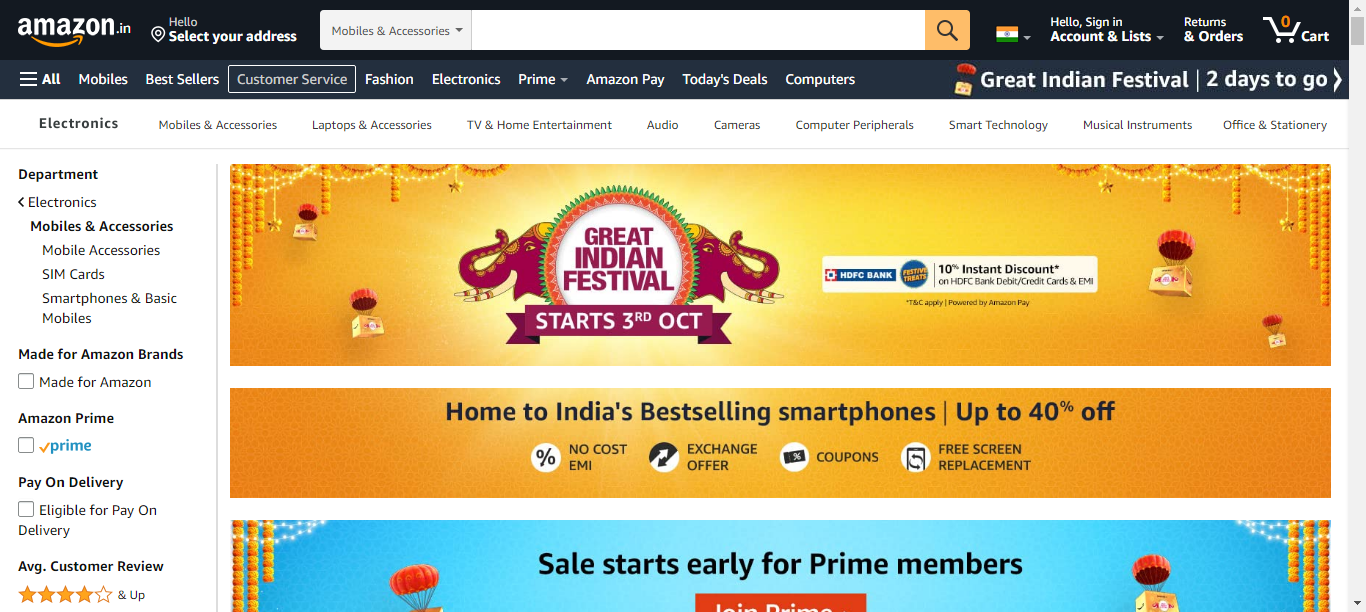 amazon.in
Hello
Select your address
Mobiles & Accessories
Hello, Sign in
Account & Lists
Returns
& Orders
0
Cart
All
Mobiles
Best Sellers
Customer Service
Fashion
Electronics
Prime
Amazon Pay
Today's Deals
Computers
Great Indian Festival | 2 days to go
Electronics
Mobiles & Accessories
Laptops & Accessories
TV & Home Entertainment
Audio
Cameras
Computer Peripherals
Smart Technology
Musical Instruments
Office & Stationery
Department
Electronics
Mobiles & Accessories
Mobile Accessories
SIM Cards
Smartphones & Basic
Mobiles
Made for Amazon Brands
Made for Amazon
Amazon Prime
prime
Pay On Delivery
Eligible for Pay On
Delivery
Avg. Customer Review
& Up
GREAT
INDIAN
FESTIVAL
STARTS 3RD OCT
HDFC BANK
FESTIVE
TREATS
10% Instant Discount*
on HDFC Bank Debit/Credit Cards & EMI
*T&C apply | Powered by Amazon Pay
Home to India's Bestselling smartphones | Up to 40% off
NO COST
EMI
EXCHANGE
OFFER
COUPONS
FREE SCREEN
REPLACEMENT
Sale starts early for Prime members
Join Prime